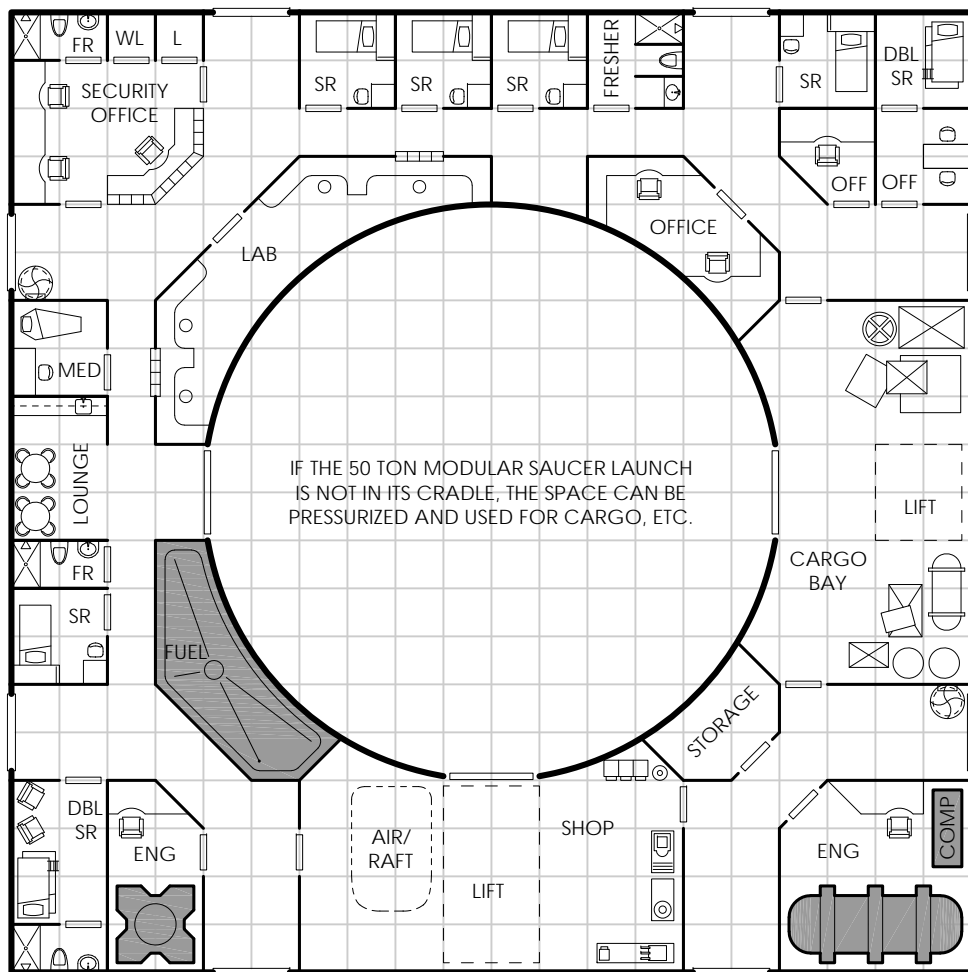 FR
WL
L
SECURITY
OFFICE
SR
SR
SR
FRESHER
SR
DBL
SR
OFF
OFF
OFFICE
LAB
MED
LOUNGE
IF THE 50 TON MODULAR SAUCER LAUNCH
IS NOT IN ITS CRADLE, THE SPACE CAN BE
PRESSURIZED AND USED FOR CARGO, ETC.
LIFT
CARGO
BAY
FR
SR
FUEL
STORAGE
DBL
SR
ENG
AIR/
RAFT
LIFT
SHOP
ENG
COMP